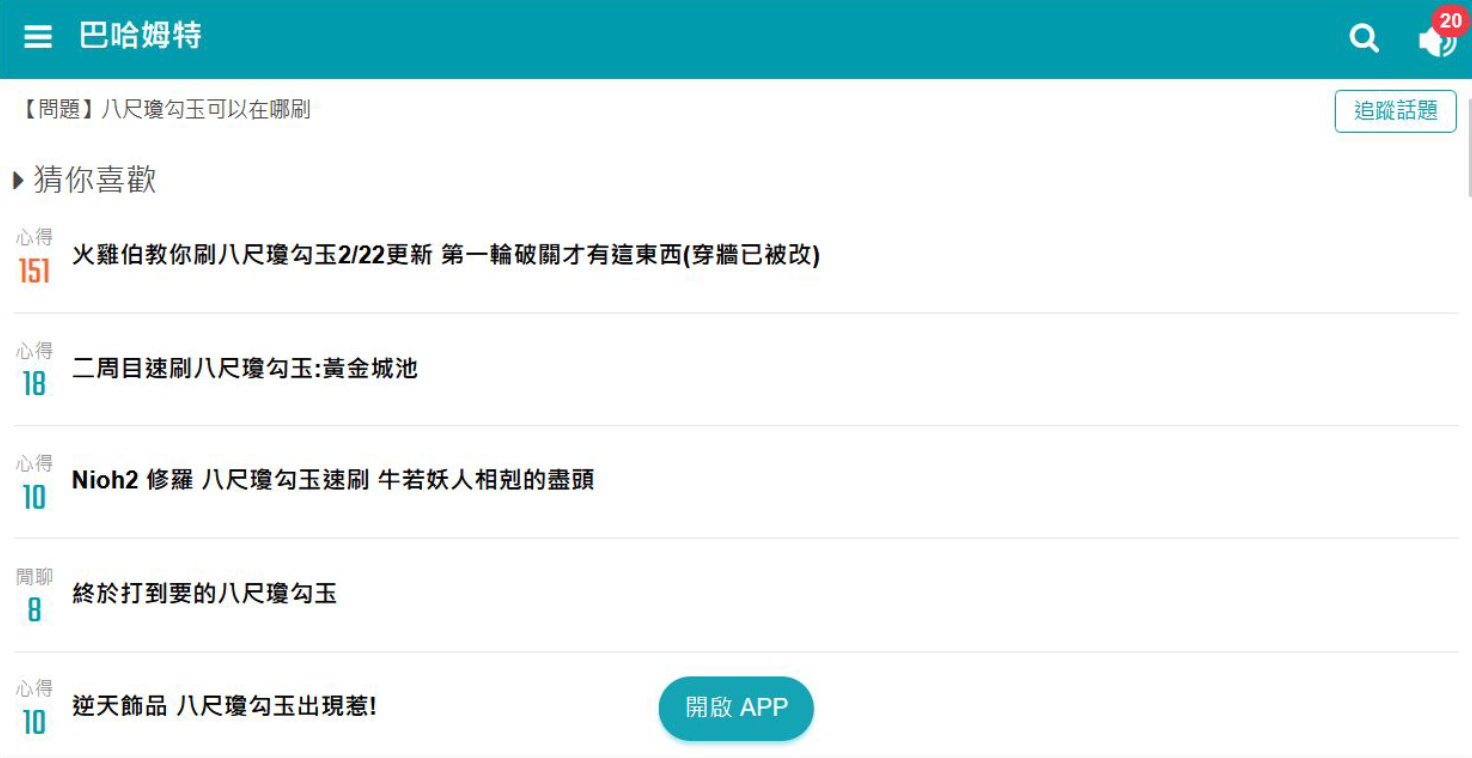 巴哈姆特
20
【問題】八尺瓊勾玉可以在哪刷
追蹤話題
猜你喜歡
心得
151
火雞伯教你刷八尺瓊勾玉2/22更新 第一輪破關才有這東西(穿牆已被改)
心得
18
二周目速刷八尺瓊勾玉:黃金城池
心得
10
Nioh2 修羅 八尺瓊勾玉速刷 牛若妖人相剋的盡頭
閒聊
8
終於打到要的八尺瓊勾玉
心得
10
逆天飾品 八尺瓊勾玉出現惹!
開啟 APP